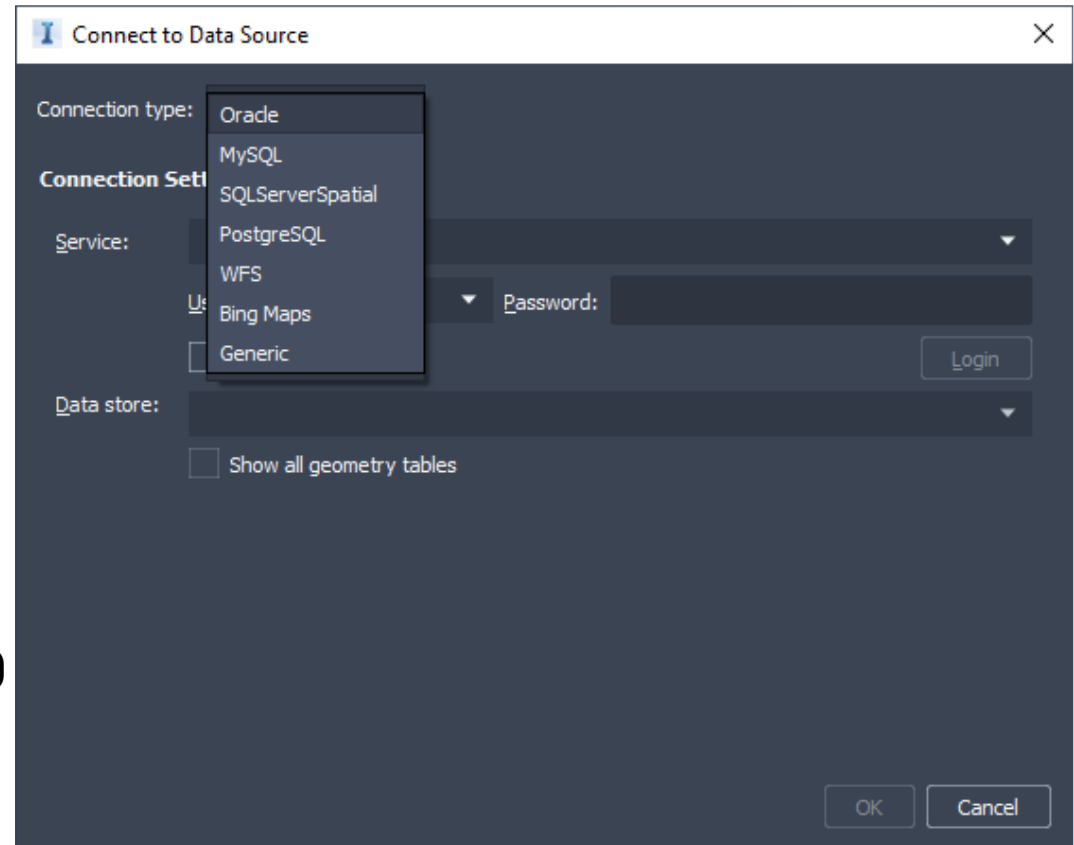 Connect to Data Source
Connection type:
Oracle
MySQL
SQLServerSpatial
PostgreSQL
WFS
Bing Maps
Generic
Connection Sett
Service:
Us
Password:
Login
Data store:
Show all geometry tables
OK
Cancel